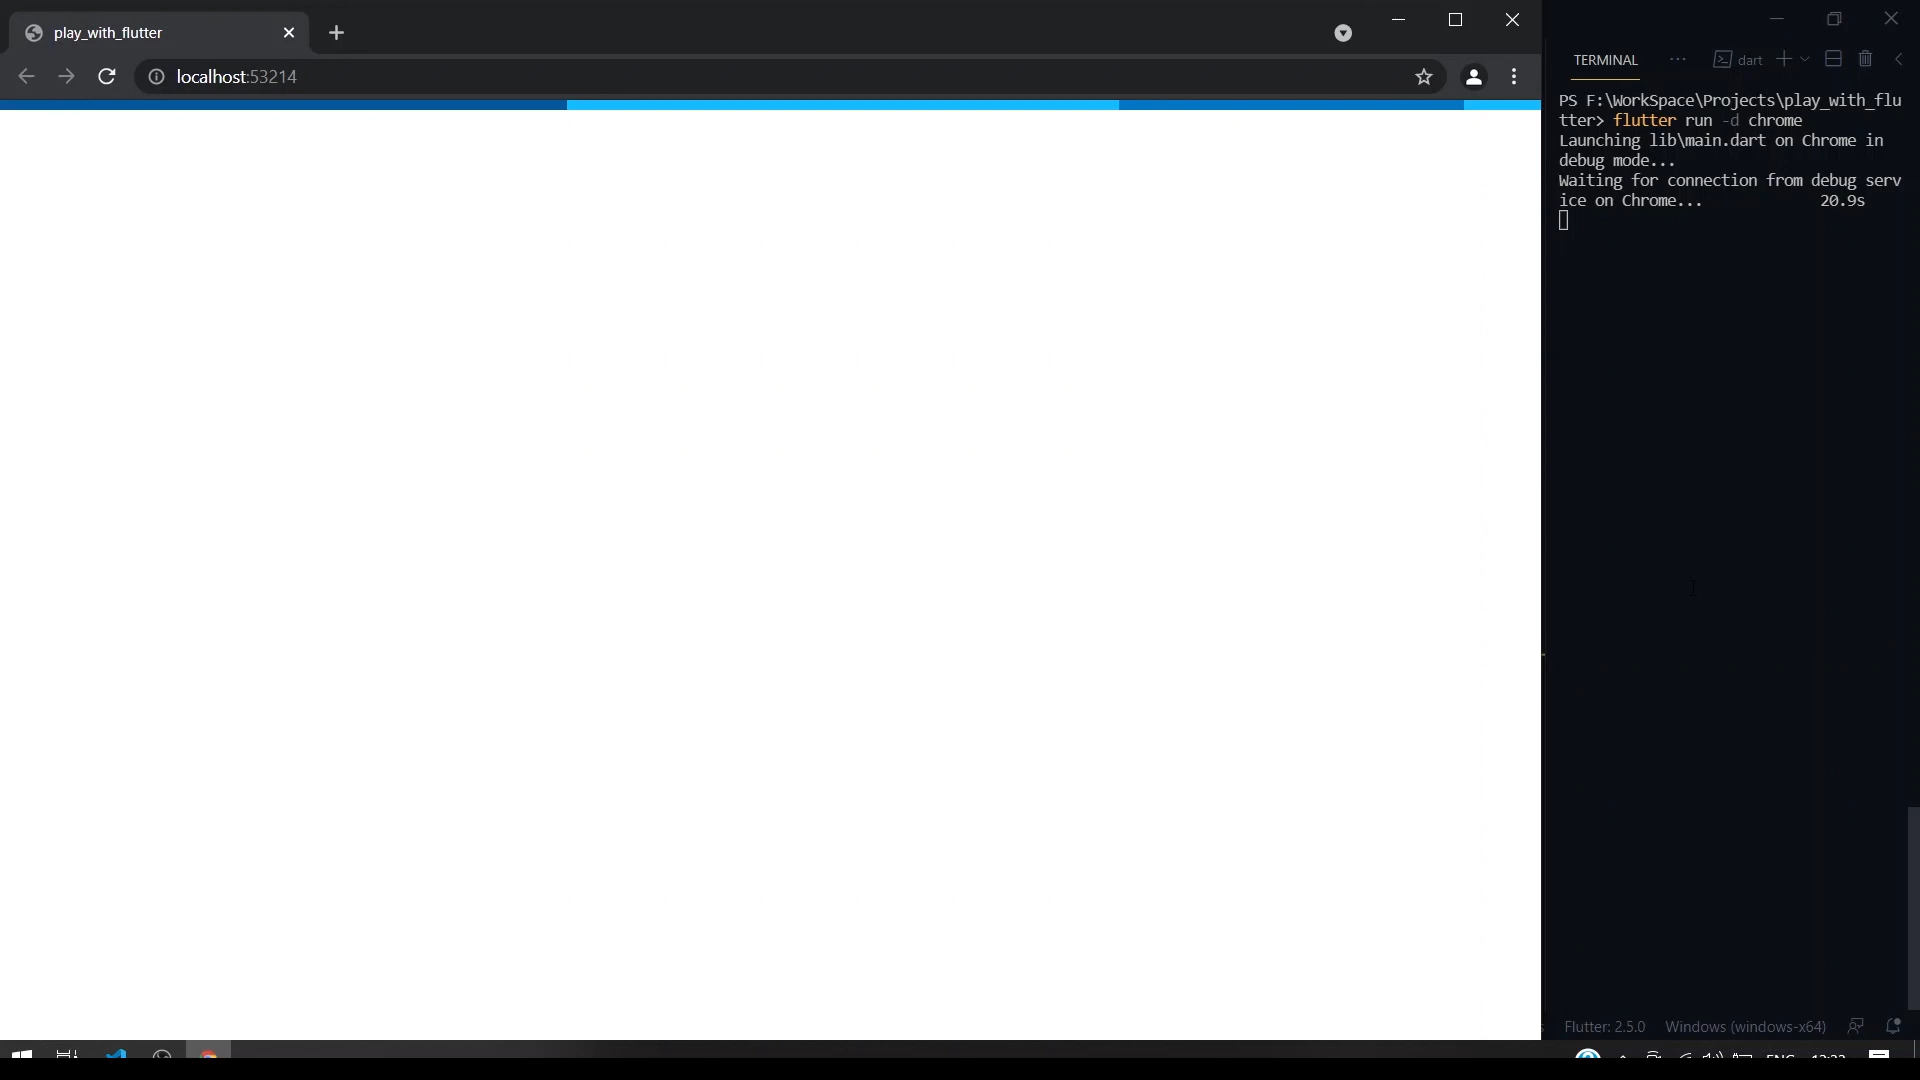 play_with_flutter
localhost:53214
TERMINAL
dart
PS F:\WorkSpace\Projects\play_with_flu
tter> flutter run -d chrome
Launching lib\main.dart on Chrome in
debug mode...
Waiting for connection from debug serv
ice on Chrome... 20.9s
Flutter: 2.5.0 Windows (windows-x64)
ENG